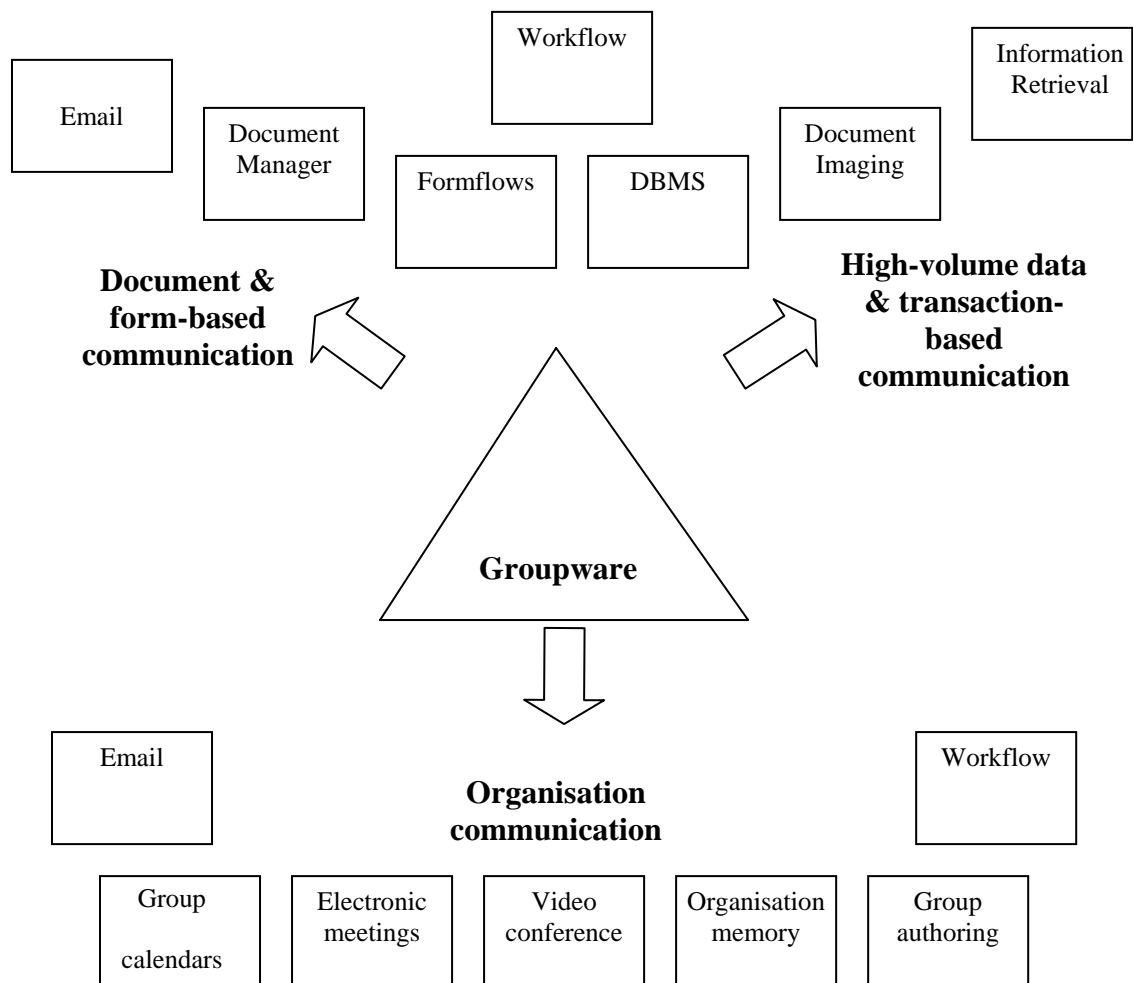 Workflow
Information
Retrieval
Email
Document
Manager
Document
Imaging
Formflows
DBMS
Document &
form-based
communication
High-volume data
& transaction-
based
communication
Groupware
Email
Workflow
Organisation
communication
Group
calendars
Electronic
meetings
Video
conference
Organisation
memory
Group
authoring